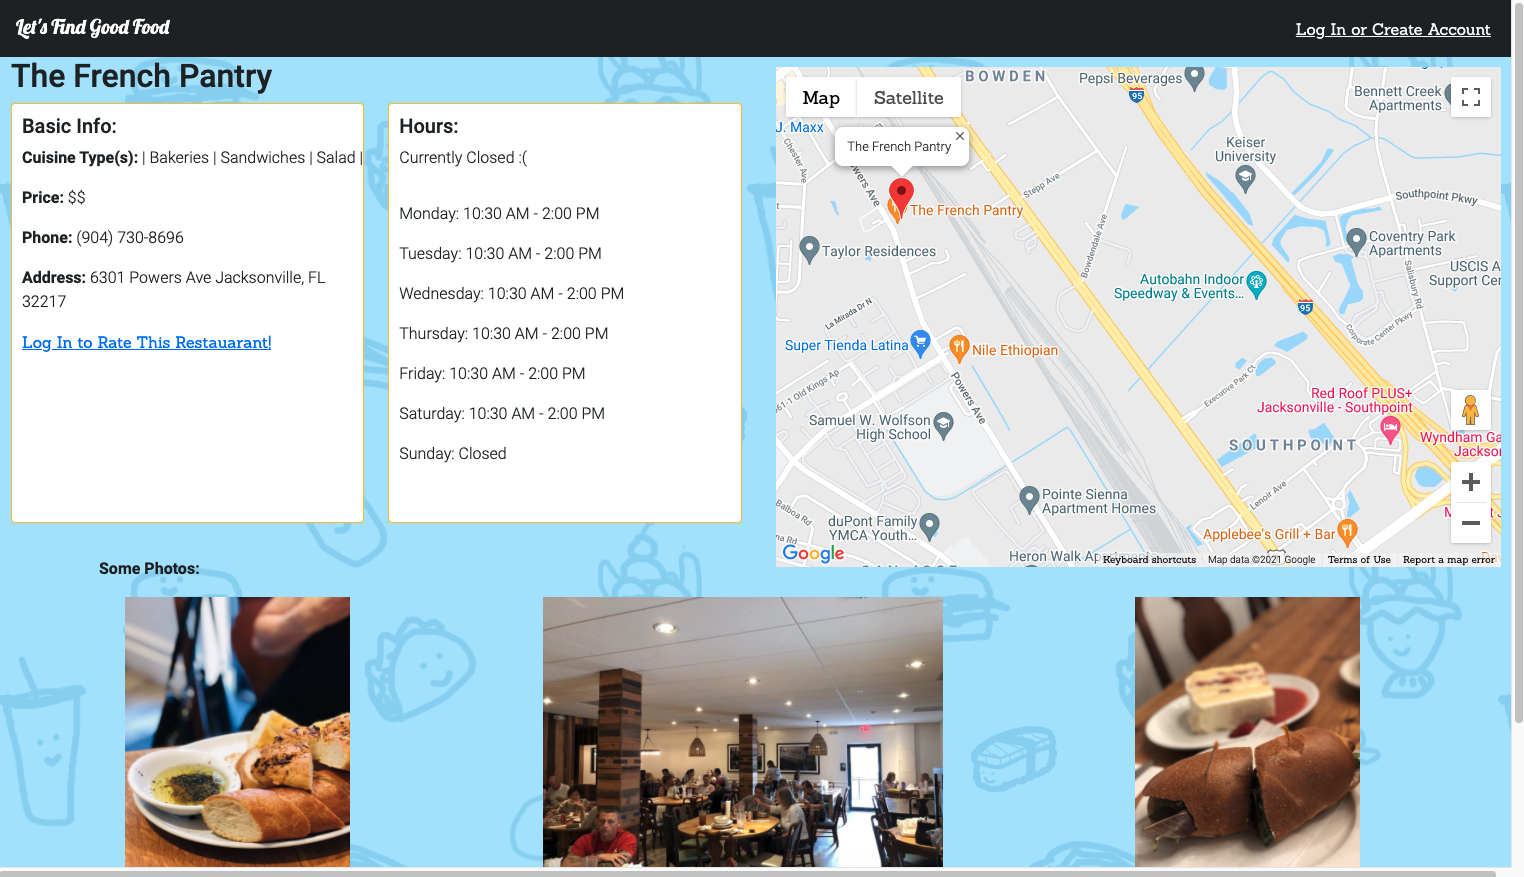 Let's Find Good Food
Log In or Create Account
The French Pantry
Basic Info:
Cuisine Type(s): | Bakeries | Sandwiches | Salad |
Price: $$
Phone: (904) 730-8696
Address: 6301 Powers Ave Jacksonville, FL
32217
Log In to Rate This Restauarant!
Hours:
Currently Closed :(
Monday: 10:30 AM - 2:00 PM
Tuesday: 10:30 AM - 2:00 PM
Wednesday: 10:30 AM - 2:00 PM
Thursday: 10:30 AM - 2:00 PM
Friday: 10:30 AM - 2:00 PM
Saturday: 10:30 AM - 2:00 PM
Sunday: Closed
Map
Satellite
BOWDEN
Pepsi Beverages
95
Bennett Creek
Apartments
J. Maxx
The French Pantry
Keiser
University
Chester Ave
Powers Ave
Stepp Ave
Southpoint Pkwy
The French Pantry
Bowdendale Ave
Coventry Park
Apartments
Taylor Residences
Salisbury Rd
USCIS A
Support Cen
Autobahn Indoor
Speedway & Events...
95
La Mirada Dr N
Corporate Center Pkwy
Super Tienda Latina
Nile Ethiopian
Executive Park Ct
Powers Ave
Old Kings
Red Roof PLUS+
Jacksonville - Southpoint
Samuel W. Wolfson
High School
SOUTHPOINT
Wyndham Ga
Jackso
Lenoir Ave
Pointe Sienna
Apartment Homes
Balboa Rd
duPont Family
YMCA Youth...
Applebee's Grill + Bar
Google
Heron Walk
Keyboard shortcuts
Map data ©2021 Google
Terms of Use
Report a map error
Some Photos: